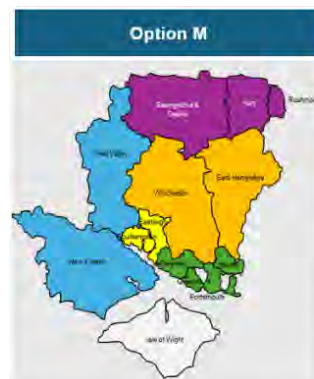 Option M
Basingstoke &
Deane
Hart
Rushmoor
Test Valley
East Hampshire
Winchester
Eastleigh
New Forest
Portsmouth
Isle of Wight